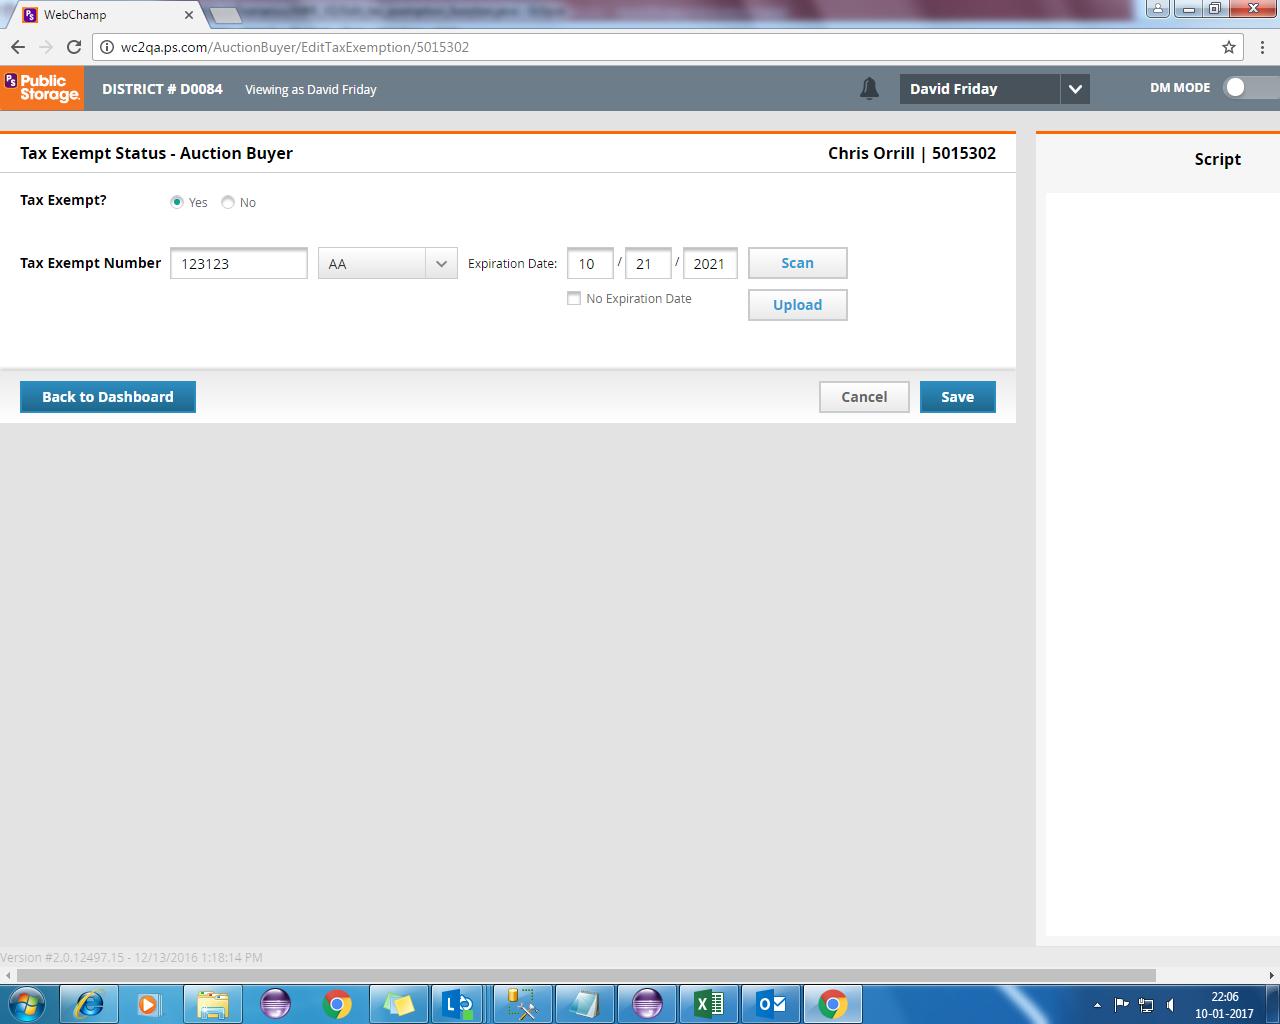 WebChamp
wc2qa.ps.com/AuctionBuyer/EditTaxExemption/5015302
PS Public Storage.
DISTRICT # D0084
Viewing as David Friday
David Friday
DM MODE
Tax Exempt Status - Auction Buyer
Chris Orrill | 5015302
Script
Tax Exempt?
Yes
No
Tax Exempt Number
123123
AA
Expiration Date:
10 / 21 / 2021
Scan
No Expiration Date
Upload
Back to Dashboard
Cancel
Save
Version #2.0.12497.15 - 12/13/2016 1:18:14 PM
22:06
10-01-2017